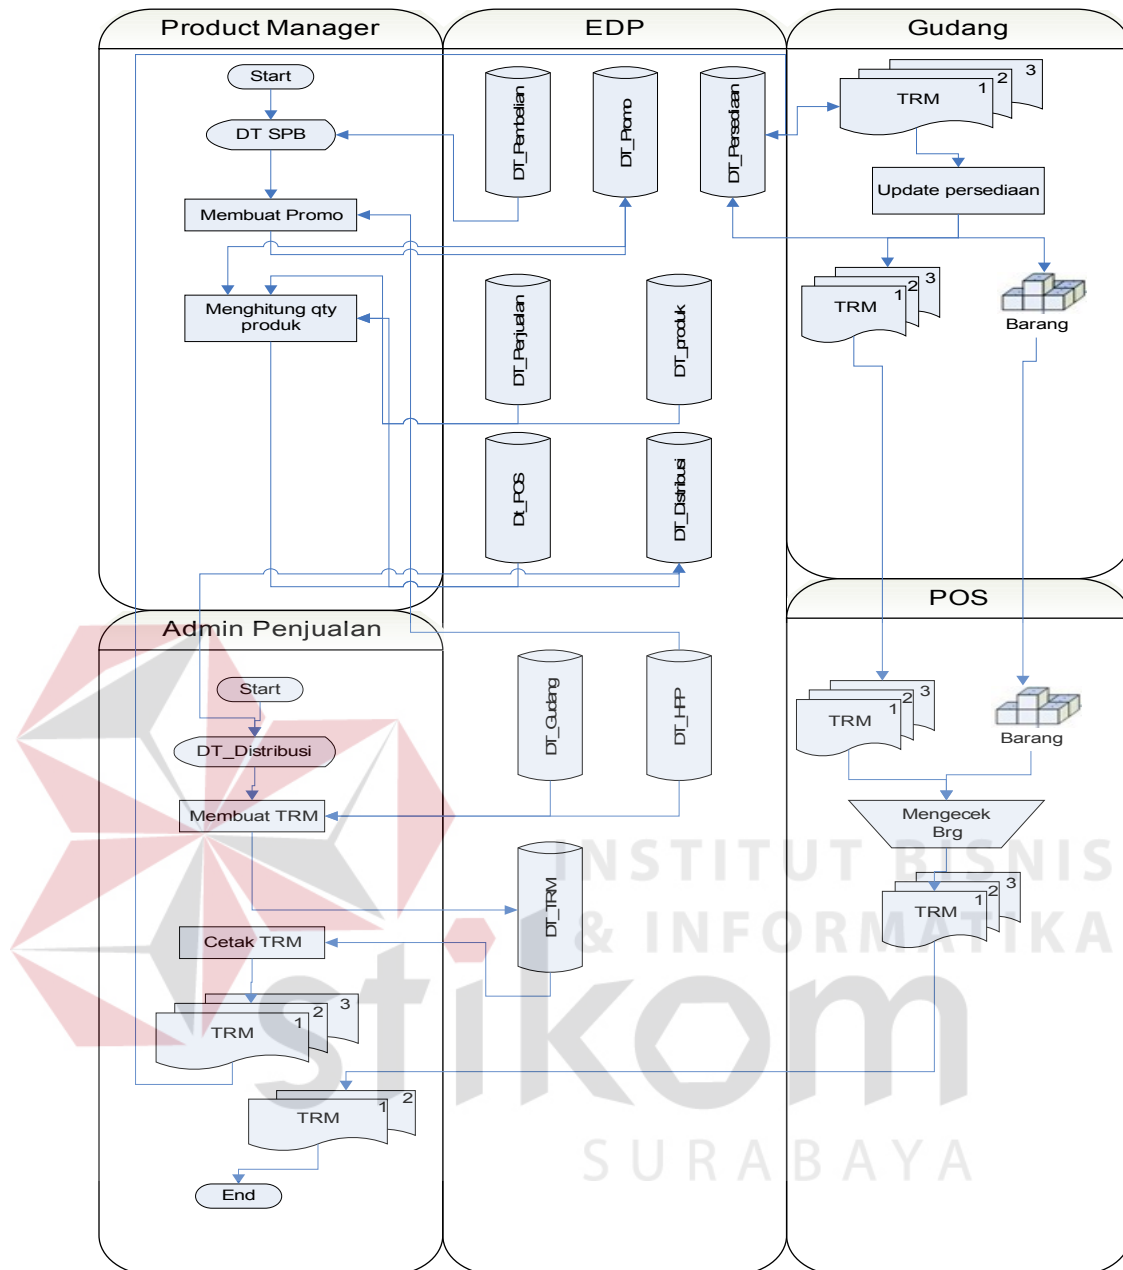 Product Manager
EDP
Gudang
Start
DT SPB
Membuat Promo
Menghitung qty
produk
DT_Pembelian
DT_Promo
DT_Persediaan
DT_Penjualan
DT_produk
Dt_POS
DT_Distribusi
TRM
1
2
3
Update persediaan
TRM
1
2
3
Barang
Admin Penjualan
Start
DT_Distribusi
Membuat TRM
Cetak TRM
TRM
1
2
3
TRM
1
2
End
DT_Gudang
DT_HPP
DT_TRM
POS
TRM
1
2
3
Barang
Mengecek
Brg
TRM
1
2
3
INSTITUT BISNIS
& INFORMATIKA
stikom
SURABAYA